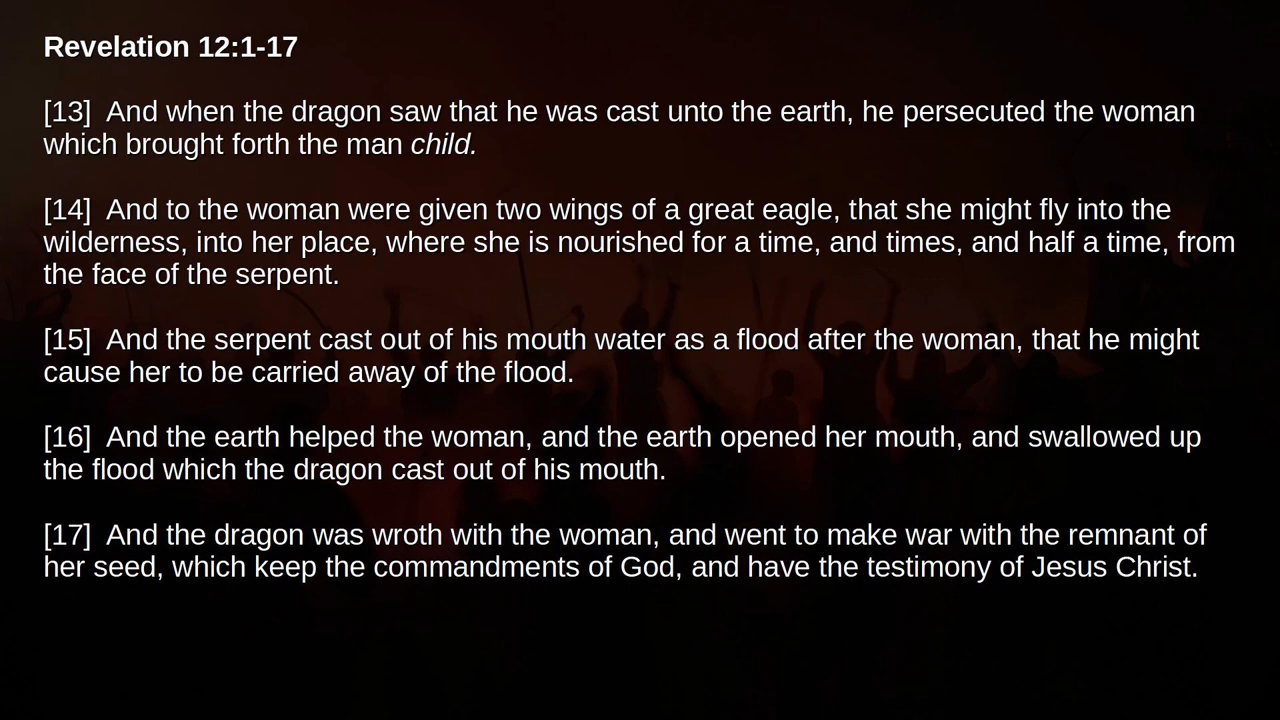 Revelation 12:1-17
[13]  And when the dragon saw that he was cast unto the earth, he persecuted the woman
which brought forth the man child.
[14]  And to the woman were given two wings of a great eagle, that she might fly into the
wilderness, into her place, where she is nourished for a time, and times, and half a time, from
the face of the serpent.
[15]  And the serpent cast out of his mouth water as a flood after the woman, that he might
cause her to be carried away of the flood.
[16]  And the earth helped the woman, and the earth opened her mouth, and swallowed up
the flood which the dragon cast out of his mouth.
[17]  And the dragon was wroth with the woman, and went to make war with the remnant of
her seed, which keep the commandments of God, and have the testimony of Jesus Christ.